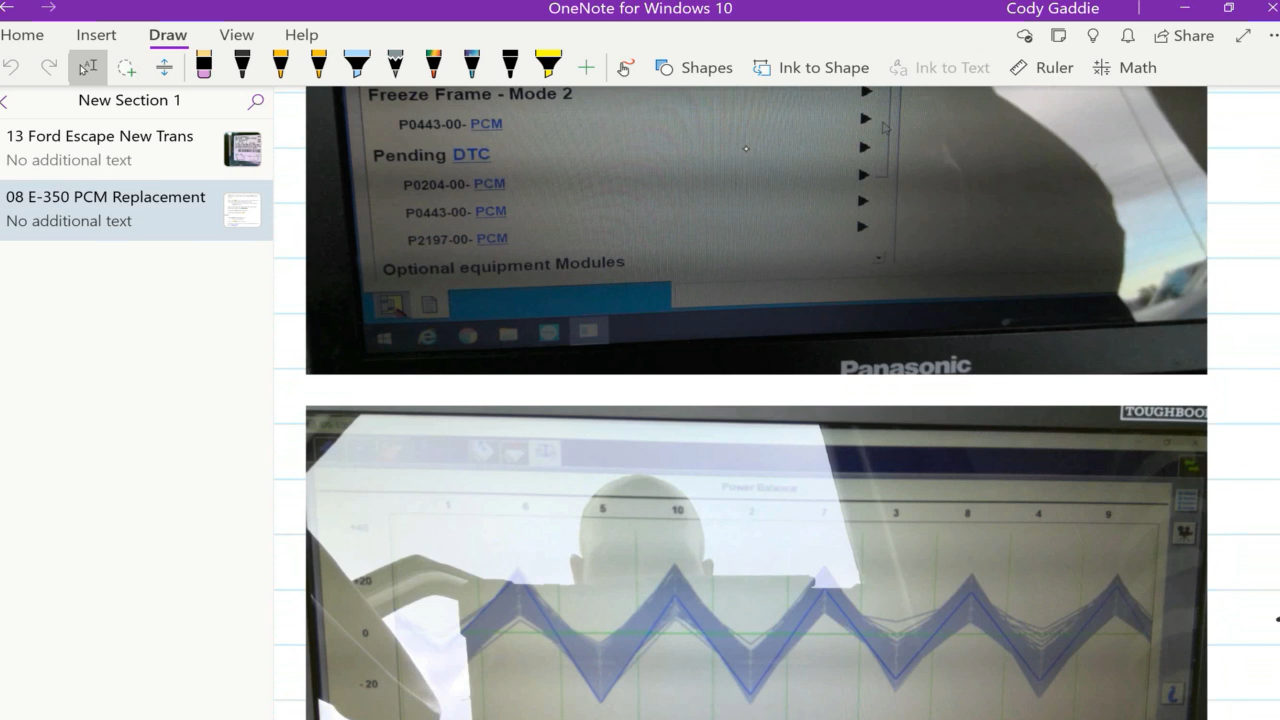 OneNote for Windows 10
Cody Gaddie
Home Insert Draw View Help
Share
Shapes Ink to Shape Ink to Text Ruler Math
New Section 1
13 Ford Escape New Trans
No additional text
08 E-350 PCM Replacement
No additional text
Freeze Frame - Mode 2
P0443-00- PCM
Pending DTC
P0204-00- PCM
P0443-00- PCM
P2197-00- PCM
Optional equipment Modules
Panasonic
TOUGHBOO
Power Balance
1 6 5 10 2 7 3 8 4 9
+20
0
- 20